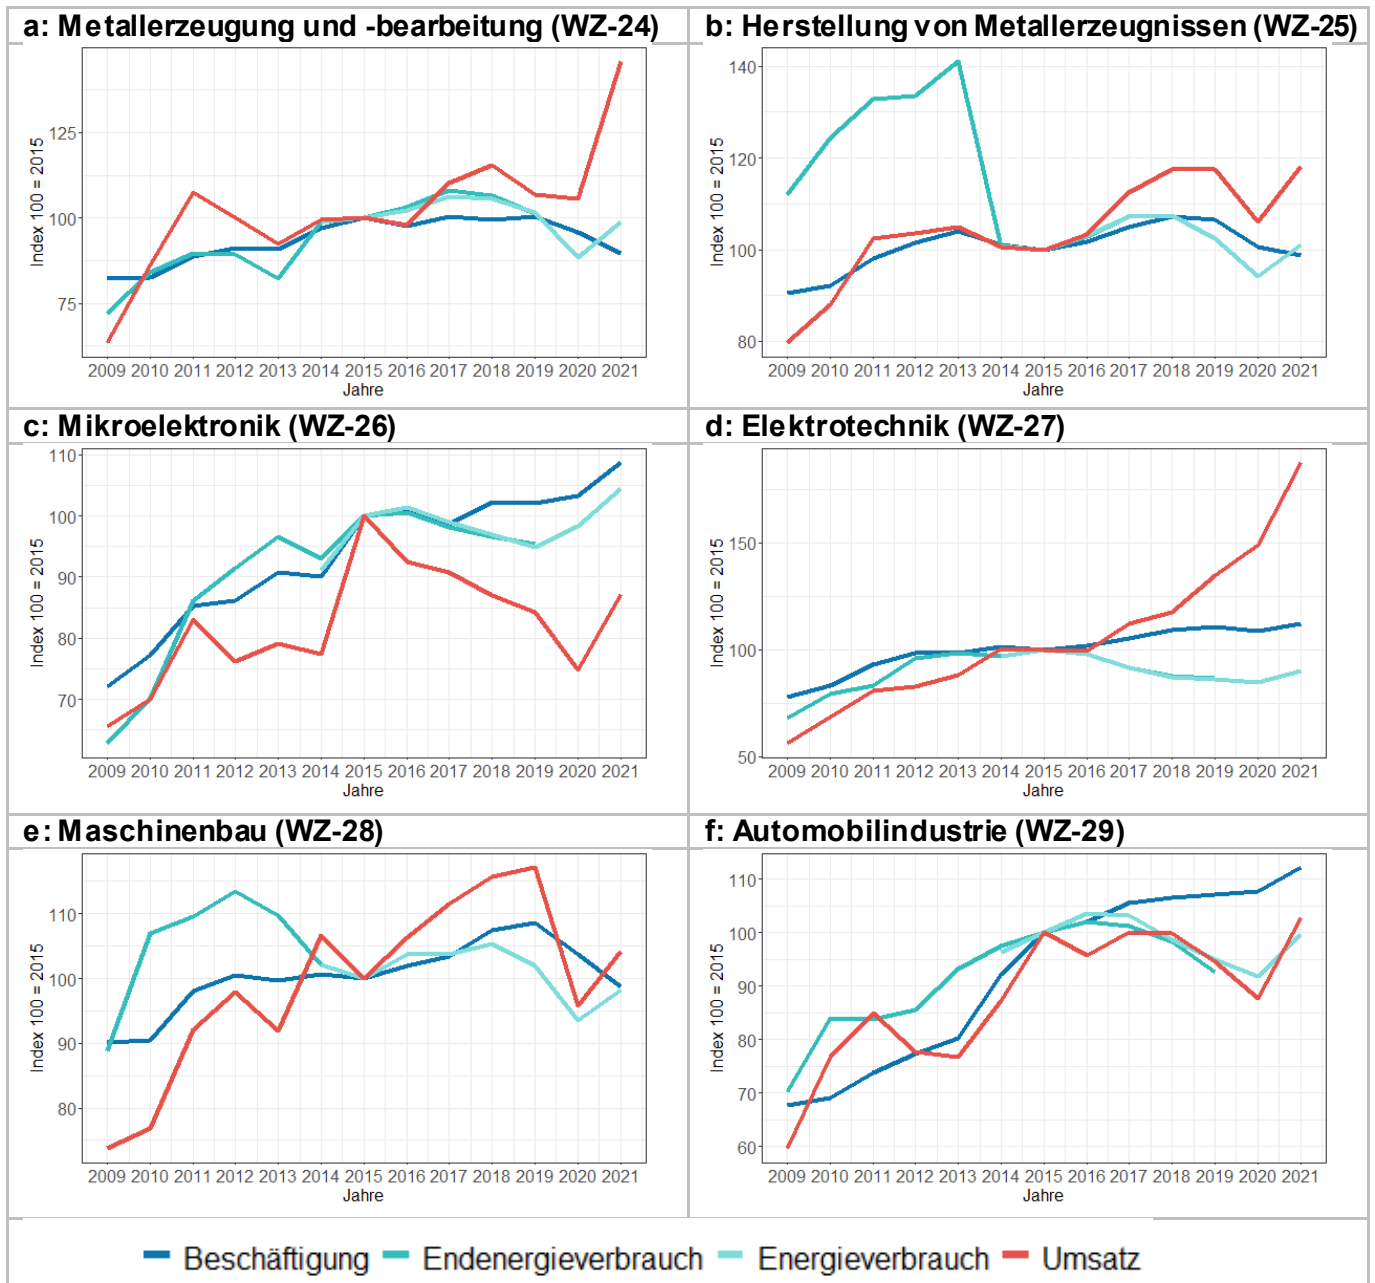 a: Metallerzeugung und -bearbeitung (WZ-24)
Index 100 = 2015
125
100
75
2009 2010 2011 2012 2013 2014 2015 2016 2017 2018 2019 2020 2021
Jahre
b: Herstellung von Metallerzeugnissen (WZ-25)
Index 100 = 2015
140
120
100
80
2009 2010 2011 2012 2013 2014 2015 2016 2017 2018 2019 2020 2021
Jahre
c: Mikroelektronik (WZ-26)
Index 100 = 2015
110
100
90
80
70
2009 2010 2011 2012 2013 2014 2015 2016 2017 2018 2019 2020 2021
Jahre
d: Elektrotechnik (WZ-27)
Index 100 = 2015
150
100
50
2009 2010 2011 2012 2013 2014 2015 2016 2017 2018 2019 2020 2021
Jahre
e: Maschinenbau (WZ-28)
Index 100 = 2015
110
100
90
80
2009 2010 2011 2012 2013 2014 2015 2016 2017 2018 2019 2020 2021
Jahre
f: Automobilindustrie (WZ-29)
Index 100 = 2015
110
100
90
80
70
60
2009 2010 2011 2012 2013 2014 2015 2016 2017 2018 2019 2020 2021
Jahre
Beschäftigung Endenergieverbrauch Energieverbrauch Umsatz